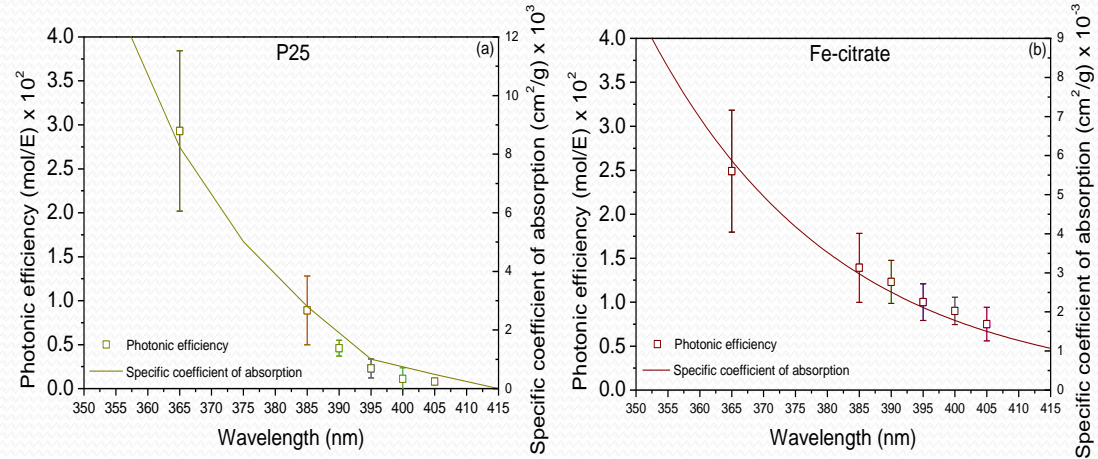 P25
(a)
Photonic efficiency (mol/E) x 10²
4.0
3.5
3.0
2.5
2.0
1.5
1.0
0.5
0.0
12
10
8
6
4
2
0
Specific coefficient of absorption (cm²/g) x 10³
Photonic efficiency
Specific coefficient of absorption
350 355 360 365 370 375 380 385 390 395 400 405 410 415
Wavelength (nm)
Fe-citrate
(b)
Photonic efficiency (mol/E) x 10²
4.0
3.5
3.0
2.5
2.0
1.5
1.0
0.5
0.0
9
8
7
6
5
4
3
2
1
0
Specific coefficient of absorption (cm²/g) x 10⁻³
Photonic efficiency
Specific coefficient of absorption
350 355 360 365 370 375 380 385 390 395 400 405 410 415
Wavelength (nm)